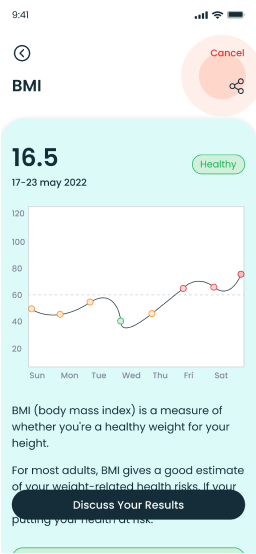 9:41
Cancel
BMI
16.5
Healthy
17-23 may 2022
120
100
80
60
40
20
Sun Mon Tue Wed Thu Fri Sat
BMI (body mass index) is a measure of
whether you're a healthy weight for your
height.
For most adults, BMI gives a good estimate
of your weight-related health risks. If your
Discuss Your Results
putting your health at risk.